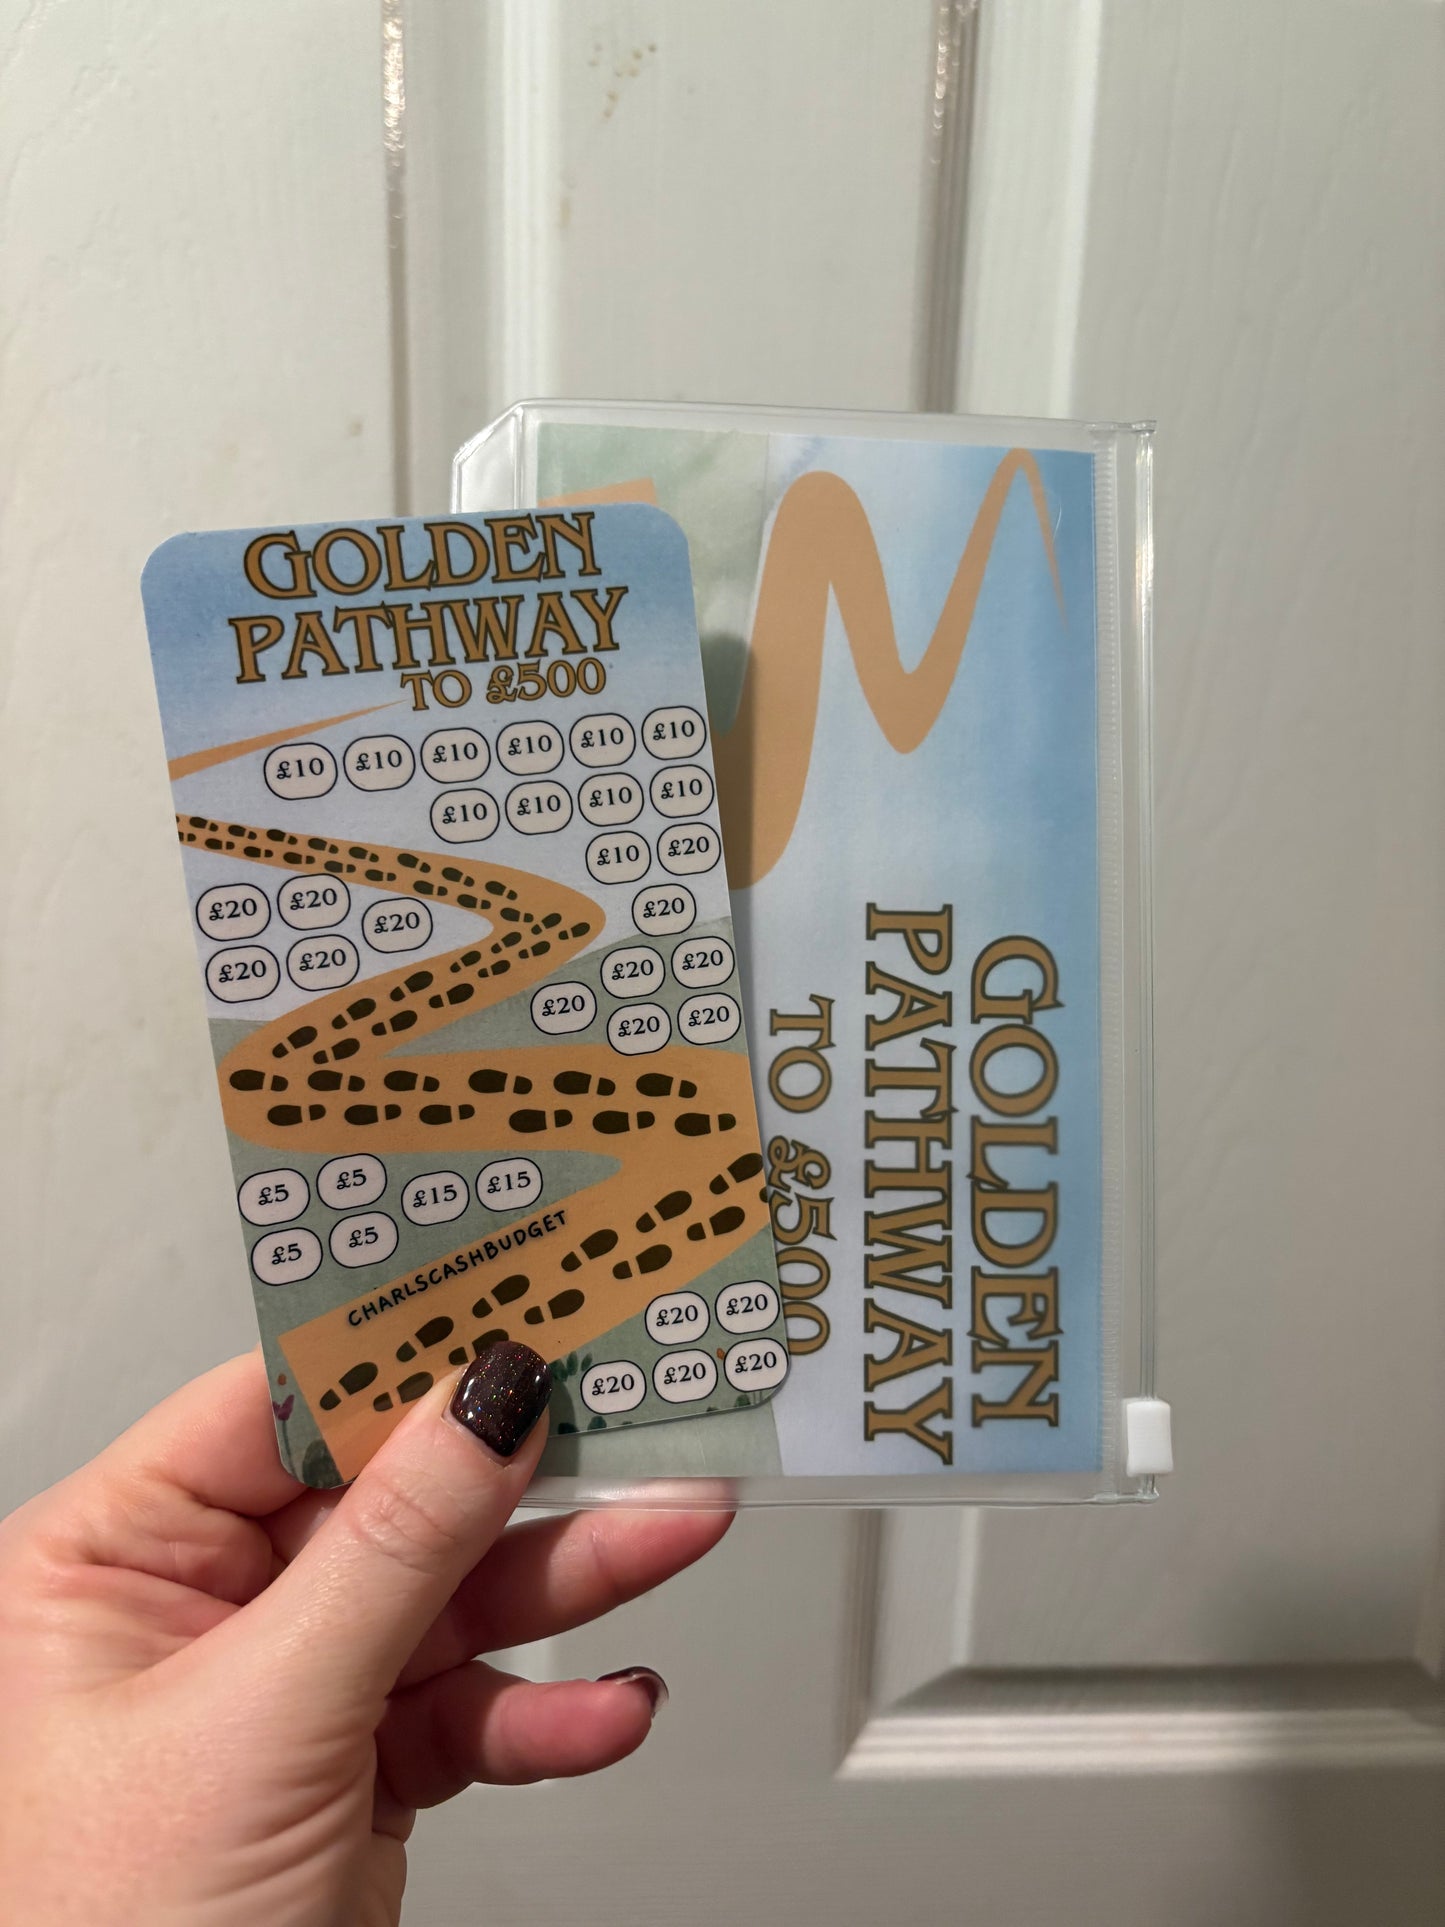 GOLDEN
PATHWAY
TO £500
£10 £10 £10 £10 £10 £10
£10 £10 £10 £10
£10 £20
£20 £20 £20 £20
£20 £20 £20 £20
£20 £20 £20
£5 £5 £15 £15
£5 £5
CHARLSCASHBUDGET
£20 £20
£20 £20 £20
GOLDEN
PATHWAY
TO £500